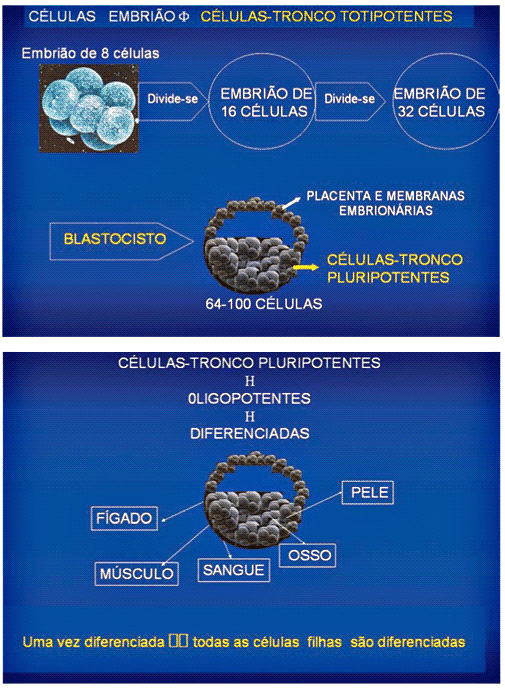 CÉLULAS EMBRIÃO Φ CÉLULAS-TRONCO TOTIPOTENTES
Embrião de 8 células
Divide-se
EMBRIÃO DE
16 CÉLULAS
Divide-se
EMBRIÃO DE
32 CÉLULAS
PLACENTA E MEMBRANAS
EMBRIONÁRIAS
BLASTOCISTO
CÉLULAS-TRONCO
PLURIPOTENTES
64-100 CÉLULAS
CÉLULAS-TRONCO PLURIPOTENTES
H
0LIGOPOTENTES
H
DIFERENCIADAS
PELE
FÍGADO
OSSO
SANGUE
MÚSCULO
Uma vez diferenciada □□ todas as células filhas são diferenciadas